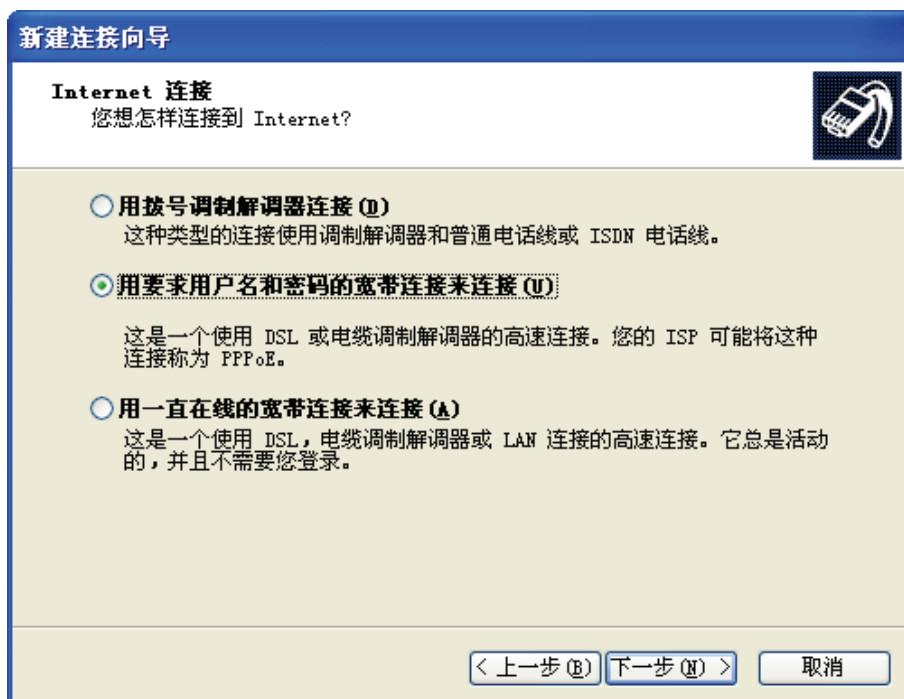 新建连接向导
Internet 连接
您想怎样连接到 Internet?
用拨号调制解调器连接(D)
这种类型的连接使用调制解调器和普通电话线或 ISDN 电话线。
用要求用户名和密码的宽带连接来连接(U)
这是一个使用 DSL 或电缆调制解调器的高速连接。您的 ISP 可能将这种
连接称为 PPPoE。
用一直在线的宽带连接来连接(A)
这是一个使用 DSL，电缆调制解调器或 LAN 连接的高速连接。它总是活动
的，并且不需要您登录。
< 上一步(B) 下一步(N) > 取消